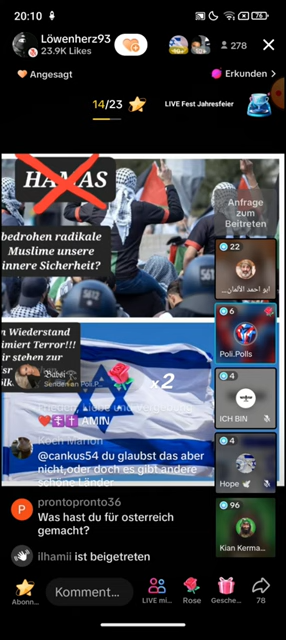 20:10
76
Löwenherz93
23.9K Likes
278
Angesagt
Erkunden >
14/23
LIVE Fest Jahresfeier
HAMAS
bedrohen radikale
Muslime unsere
innere Sicherheit?
Anfrage
zum
Beitreten
22
ابو احمد الألمان...
6
Poli.Polls
n Wiederstand
imiert Terror!!!
ir stehen zur
x2
4
ICH BIN
AMIN
Koch Marion
@cankus54 du glaubst das aber
nicht,oder doch es gibt andere
schöne Länder
4
Hope
P
prontopronto36
Was hast du für osterreich
gemacht?
96
Kian Kerma...
ilhamii ist beigetreten
Komment...
Abonn...
LIVE mi...
Rose
Gesche...
78